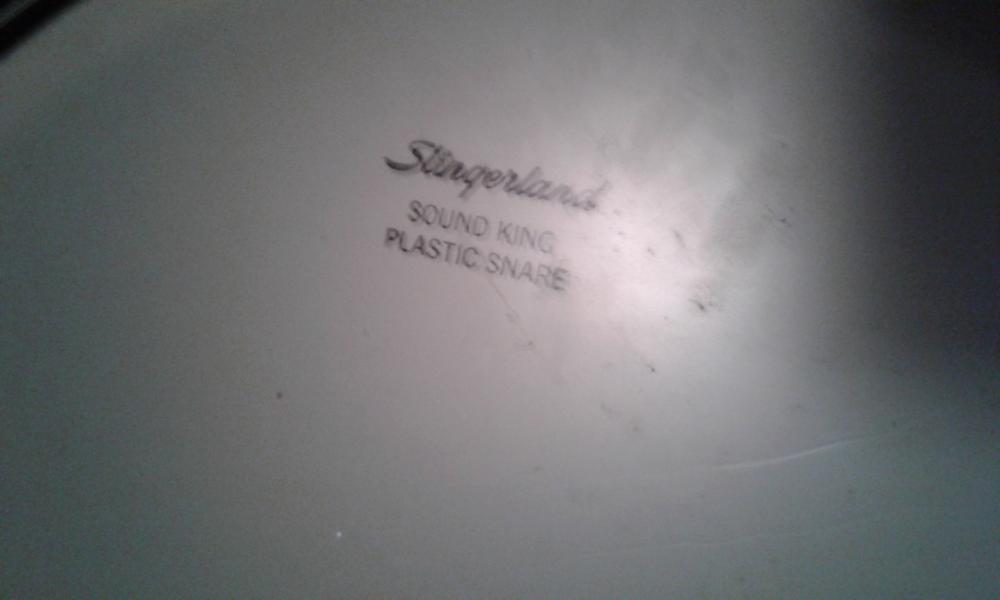 Slingerland
SOUND KING
PLASTIC SNARE